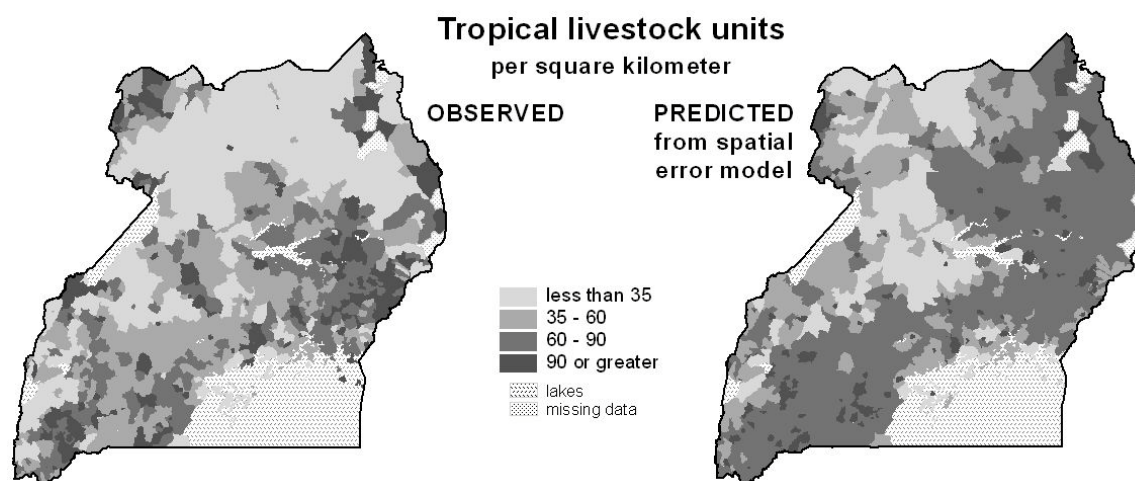 Tropical livestock units
per square kilometer
OBSERVED
PREDICTED
from spatial
error model
less than 35
35 - 60
60 - 90
90 or greater
lakes
missing data